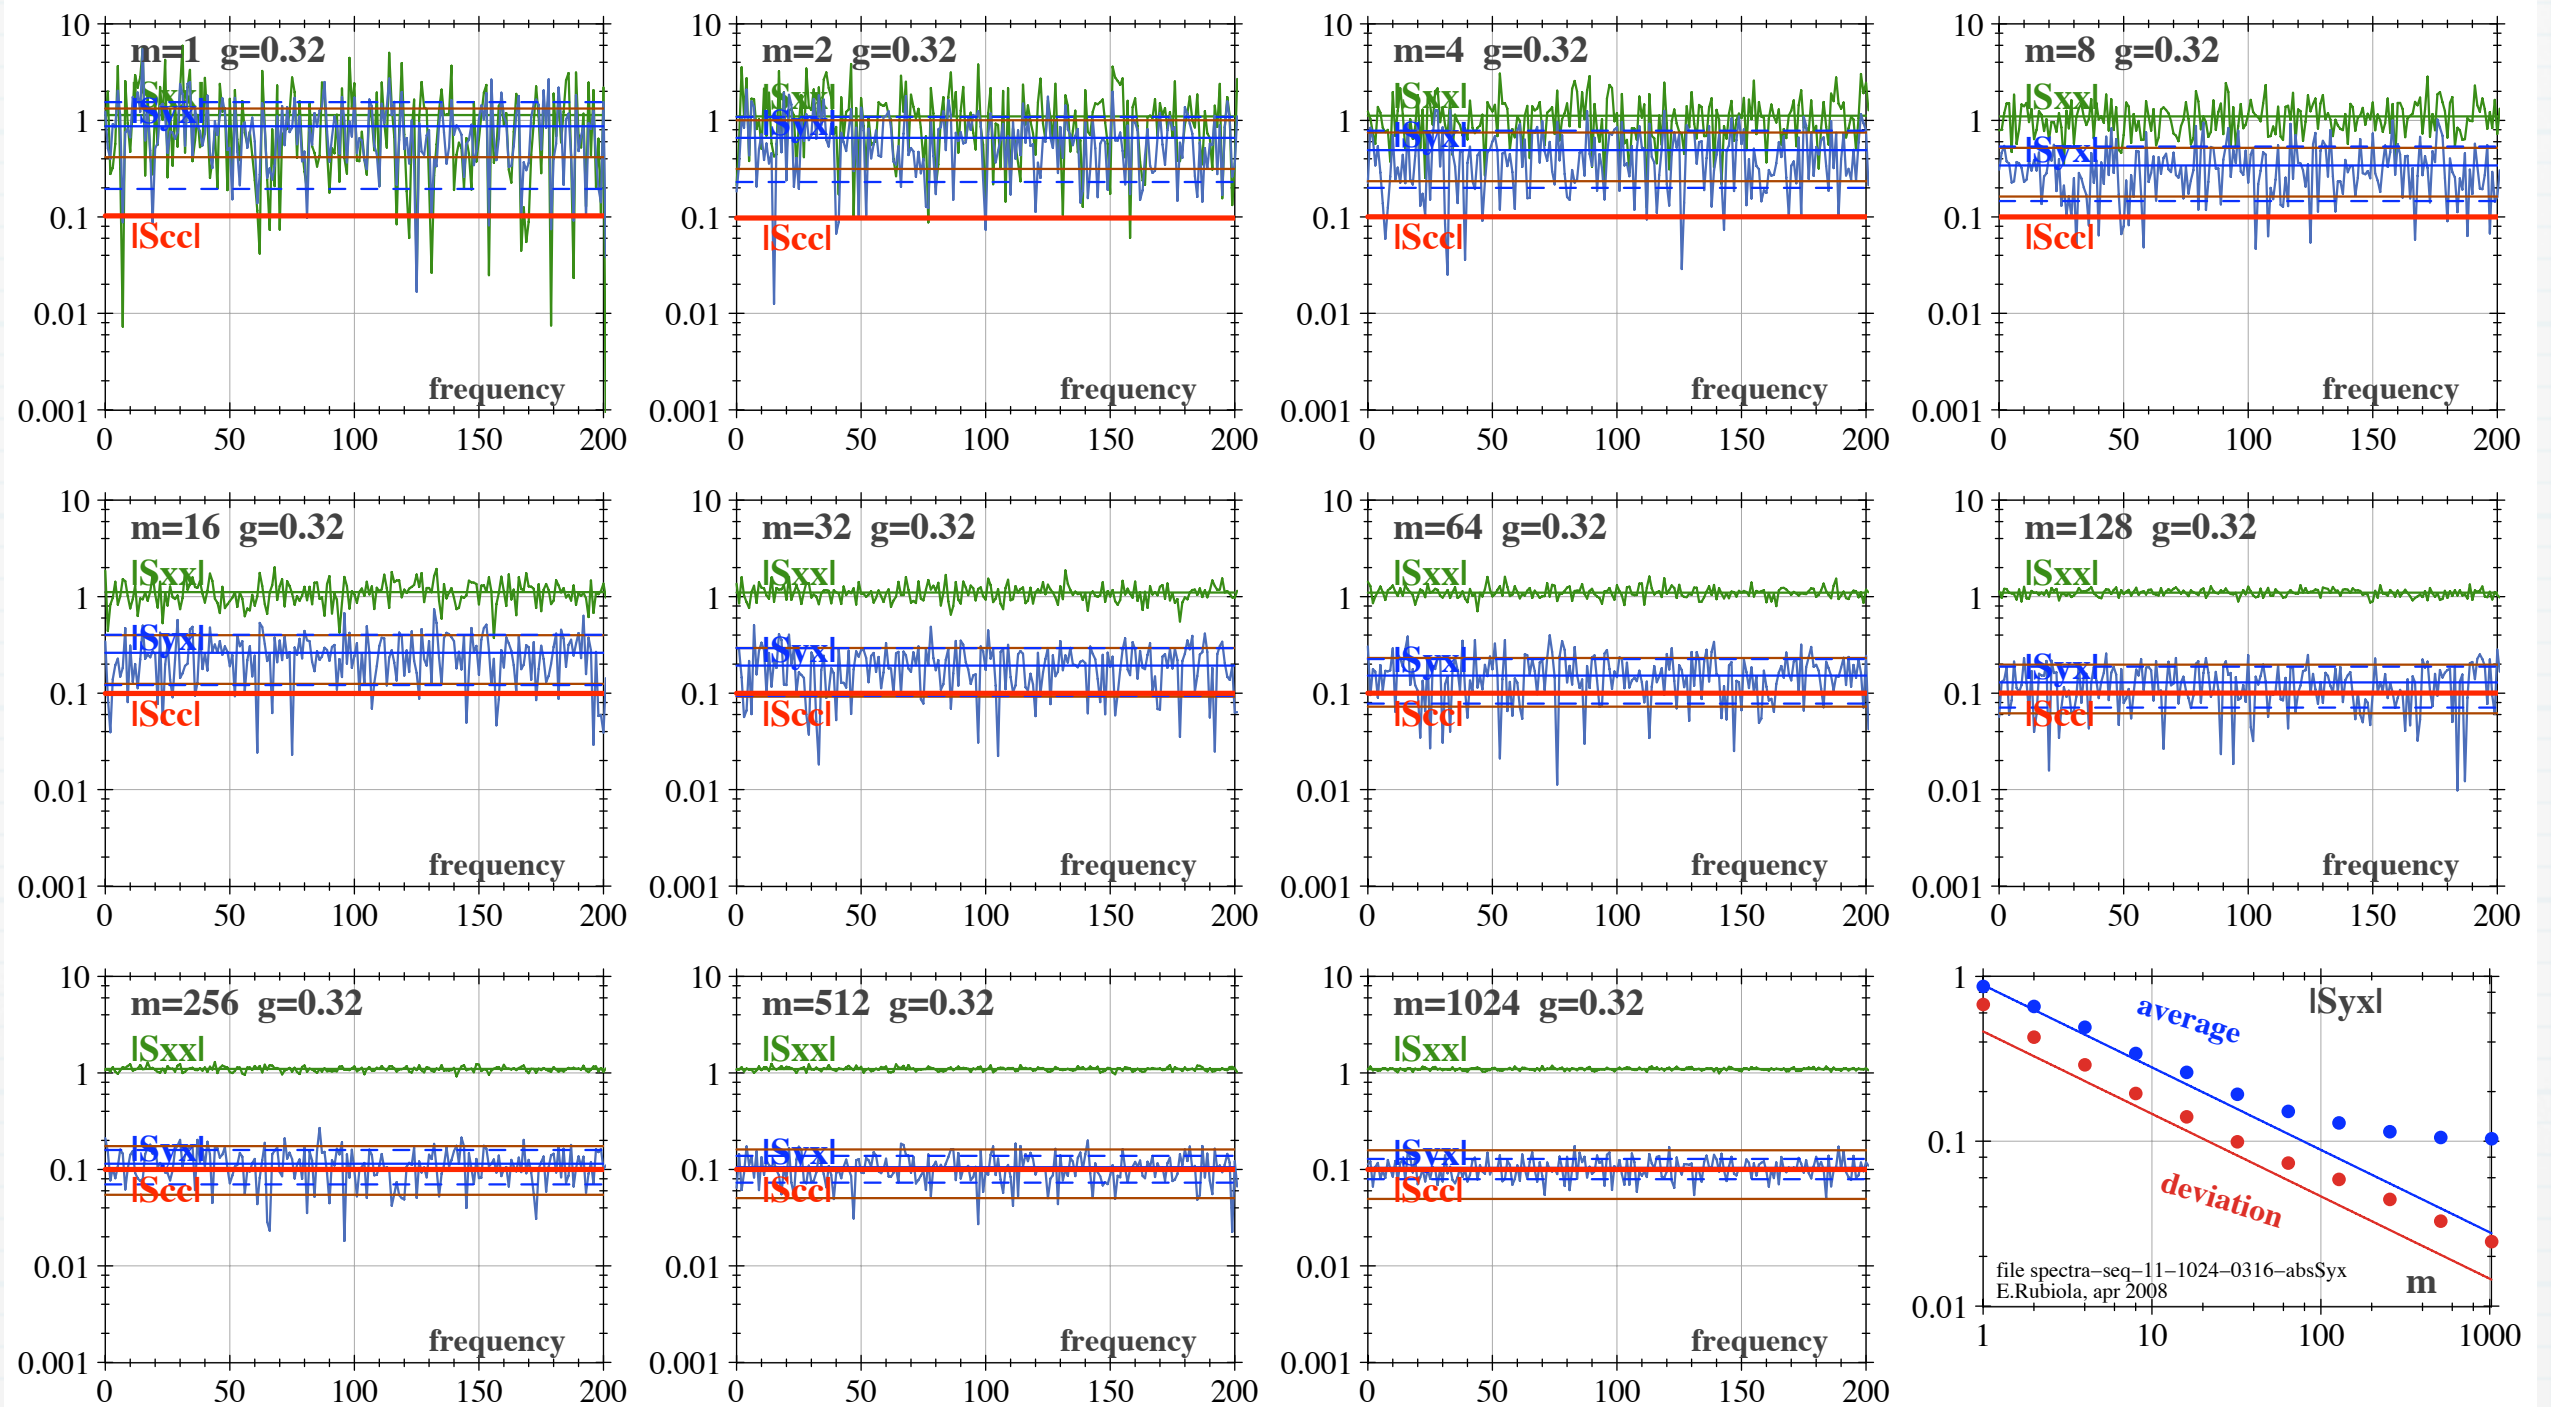 10
m=1 g=0.32
|Sxx|
1
|Syx|
0.1
|Scc|
0.01
frequency
0.001
0 50 100 150 200
10
m=2 g=0.32
|Sxx|
1
|Syx|
0.1
|Scc|
0.01
frequency
0.001
0 50 100 150 200
10
m=4 g=0.32
|Sxx|
1
|Syx|
0.1
|Scc|
0.01
frequency
0.001
0 50 100 150 200
10
m=8 g=0.32
|Sxx|
1
|Syx|
0.1
|Scc|
0.01
frequency
0.001
0 50 100 150 200
10
m=16 g=0.32
|Sxx|
1
|Syx|
0.1
|Scc|
0.01
frequency
0.001
0 50 100 150 200
10
m=32 g=0.32
|Sxx|
1
|Syx|
0.1
|Scc|
0.01
frequency
0.001
0 50 100 150 200
10
m=64 g=0.32
|Sxx|
1
|Syx|
0.1
|Scc|
0.01
frequency
0.001
0 50 100 150 200
10
m=128 g=0.32
|Sxx|
1
|Syx|
0.1
|Scc|
0.01
frequency
0.001
0 50 100 150 200
10
m=256 g=0.32
|Sxx|
1
|Syx|
0.1
|Scc|
0.01
frequency
0.001
0 50 100 150 200
10
m=512 g=0.32
|Sxx|
1
|Syx|
0.1
|Scc|
0.01
frequency
0.001
0 50 100 150 200
10
m=1024 g=0.32
|Sxx|
1
|Syx|
0.1
|Scc|
0.01
frequency
0.001
0 50 100 150 200
1
|Syx|
average
0.1
deviation
file spectra–seq–11–1024–0316–absSyx
m
E.Rubiola, apr 2008
0.01
1 10 100 1000